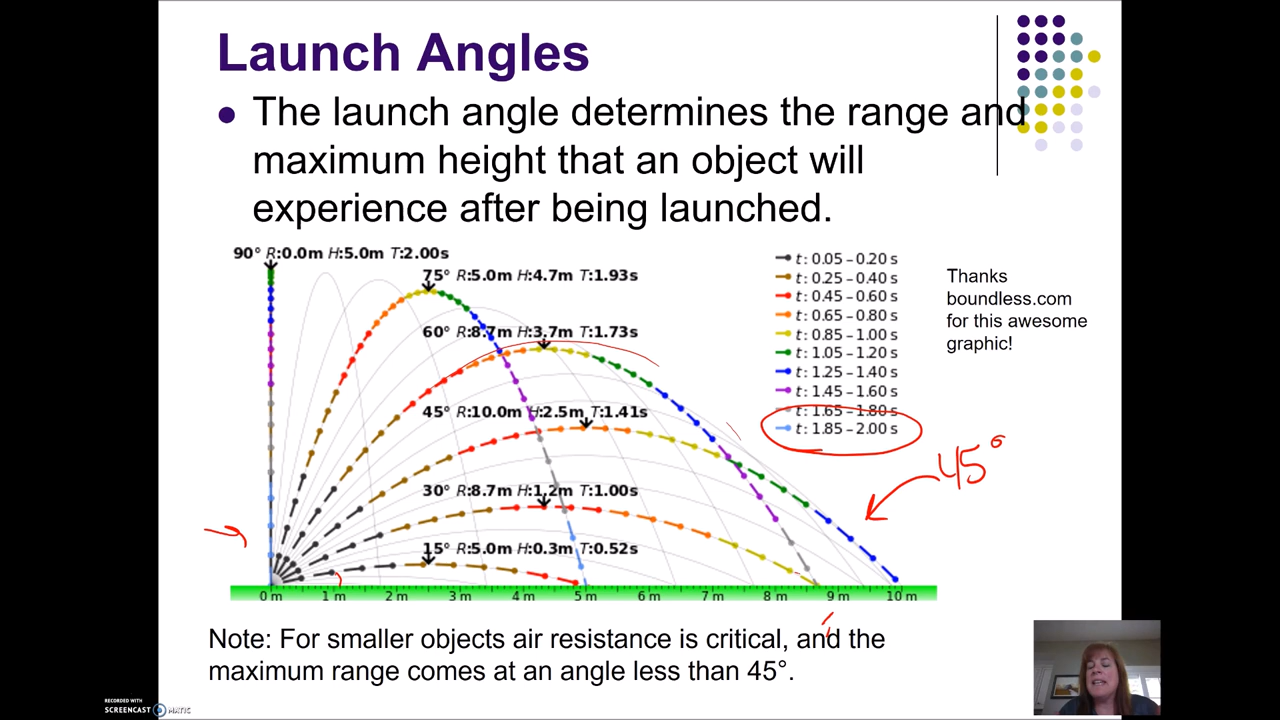 Launch Angles
The launch angle determines the range and
maximum height that an object will
experience after being launched.
90° R:0.0m H:5.0m T:2.00s
75° R:5.0m H:4.7m T:1.93s
60° R:8.7m H:3.7m T:1.73s
45° R:10.0m H:2.5m T:1.41s
30° R:8.7m H:1.2m T:1.00s
15° R:5.0m H:0.3m T:0.52s
t: 0.05–0.20 s
t: 0.25–0.40 s
t: 0.45–0.60 s
t: 0.65–0.80 s
t: 0.85–1.00 s
t: 1.05–1.20 s
t: 1.25–1.40 s
t: 1.45–1.60 s
t: 1.65–1.80 s
t: 1.85–2.00 s
Thanks
boundless.com
for this awesome
graphic!
45°
0 m 1 m 2 m 3 m 4 m 5 m 6 m 7 m 8 m 9 m 10 m
Note: For smaller objects air resistance is critical, and the
maximum range comes at an angle less than 45°.
RECORDED WITH
SCREENCAST MATIC